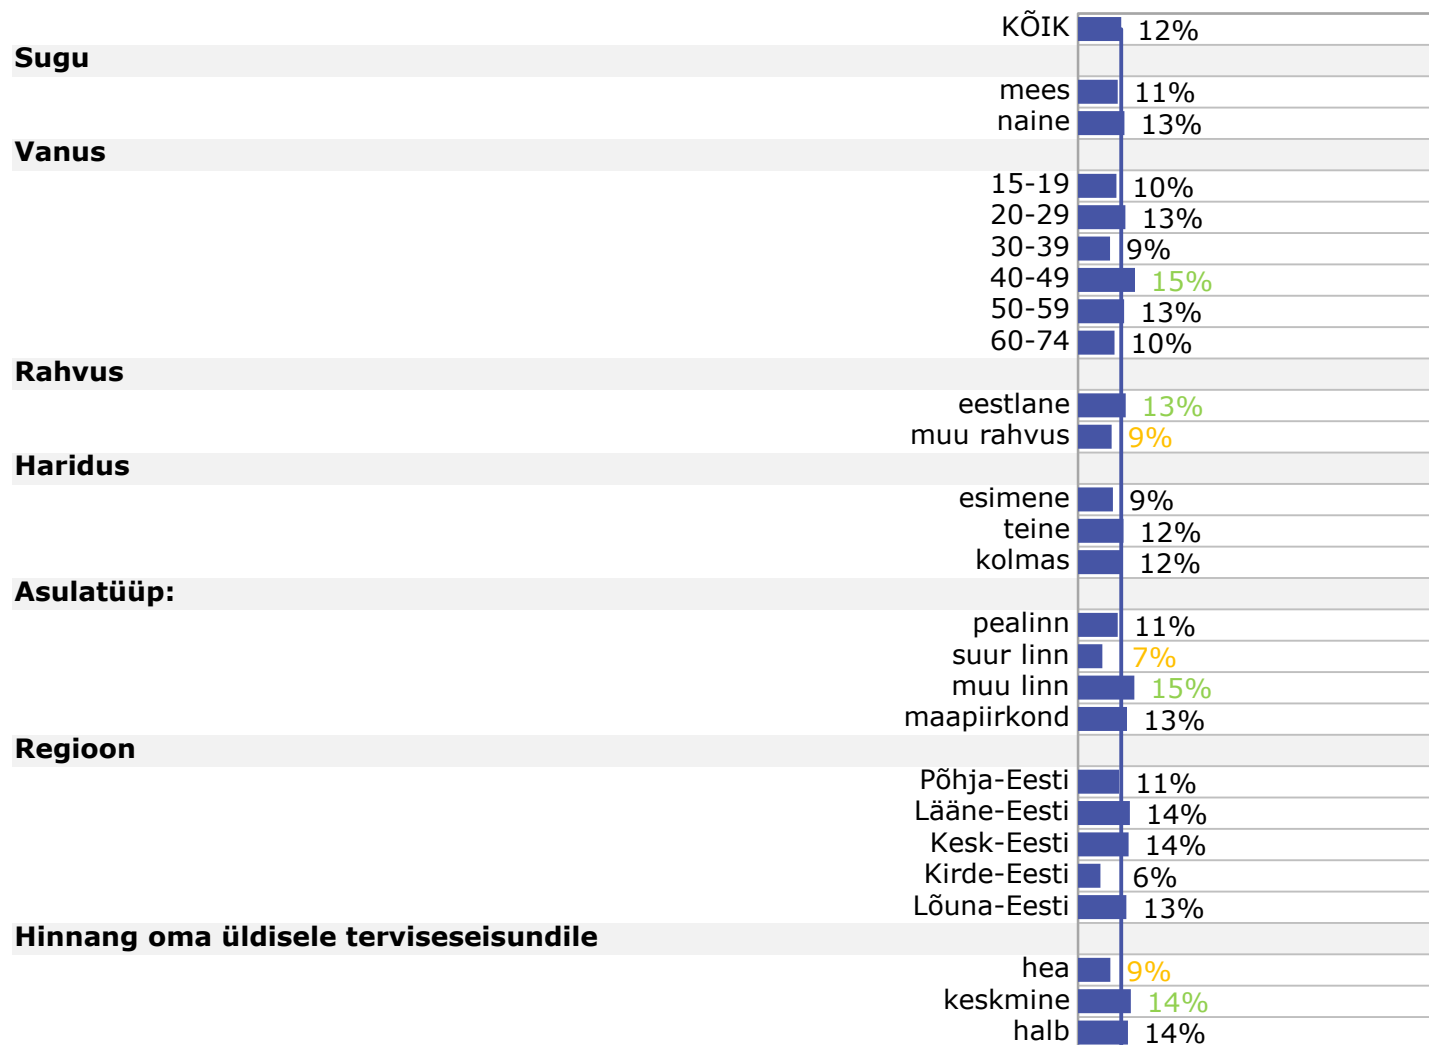 KÕIK 12%
Sugu
mees 11%
naine 13%
Vanus
15-19 10%
20-29 13%
30-39 9%
40-49 15%
50-59 13%
60-74 10%
Rahvus
eestlane 13%
muu rahvus 9%
Haridus
esimene 9%
teine 12%
kolmas 12%
Asulatüüp:
pealinn 11%
suur linn 7%
muu linn 15%
maapiirkond 13%
Regioon
Põhja-Eesti 11%
Lääne-Eesti 14%
Kesk-Eesti 14%
Kirde-Eesti 6%
Lõuna-Eesti 13%
Hinnang oma üldisele terviseseisundile
hea 9%
keskmine 14%
halb 14%